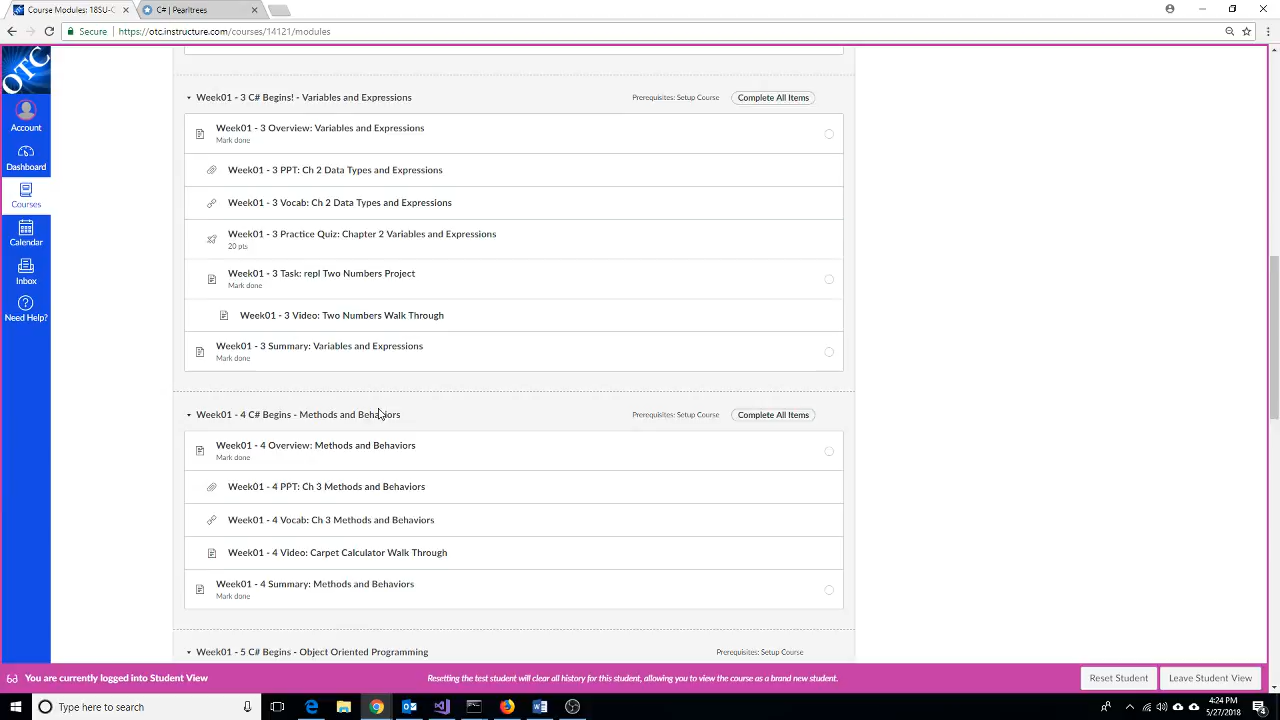 Course Modules: 18SU-C
C# | Pearltrees
Secure
https://otc.instructure.com/courses/14121/modules
OTC
Account
Dashboard
Courses
Calendar
Inbox
Need Help?
Week01 - 3 C# Begins! - Variables and Expressions
Prerequisites: Setup Course
Complete All Items
Week01 - 3 Overview: Variables and Expressions
Mark done
Week01 - 3 PPT: Ch 2 Data Types and Expressions
Week01 - 3 Vocab: Ch 2 Data Types and Expressions
Week01 - 3 Practice Quiz: Chapter 2 Variables and Expressions
20 pts
Week01 - 3 Task: repl Two Numbers Project
Mark done
Week01 - 3 Video: Two Numbers Walk Through
Week01 - 3 Summary: Variables and Expressions
Mark done
Week01 - 4 C# Begins - Methods and Behaviors
Prerequisites: Setup Course
Complete All Items
Week01 - 4 Overview: Methods and Behaviors
Mark done
Week01 - 4 PPT: Ch 3 Methods and Behaviors
Week01 - 4 Vocab: Ch 3 Methods and Behaviors
Week01 - 4 Video: Carpet Calculator Walk Through
Week01 - 4 Summary: Methods and Behaviors
Mark done
Week01 - 5 C# Begins - Object Oriented Programming
Prerequisites: Setup Course
You are currently logged into Student View
Resetting the test student will clear all history for this student, allowing you to view the course as a brand new student.
Reset Student
Leave Student View
Type here to search
4:24 PM
5/27/2018